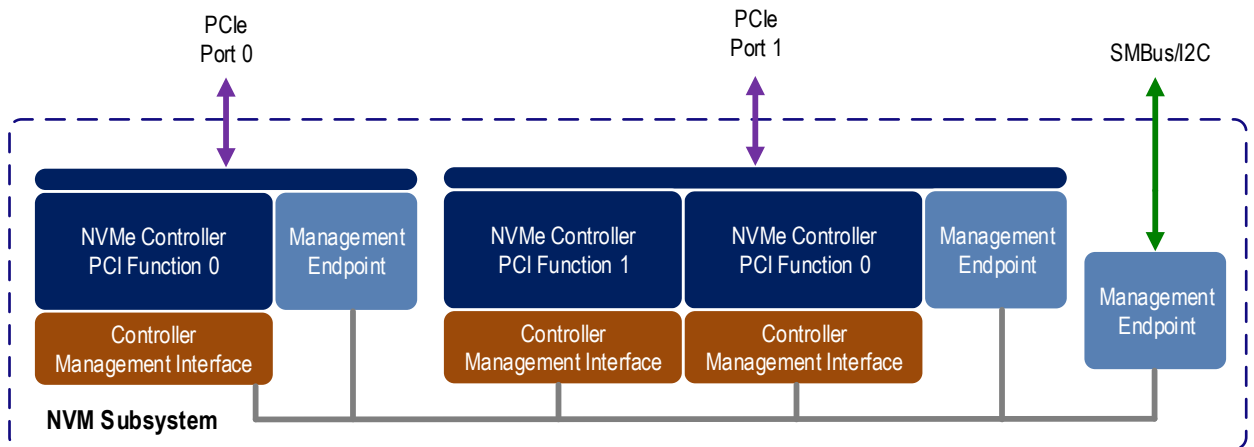 PCIe
Port 0
PCIe
Port 1
SMBus/I2C
NVMe Controller
PCI Function 0
Management
Endpoint
NVMe Controller
PCI Function 1
NVMe Controller
PCI Function 0
Management
Endpoint
Management
Endpoint
Controller
Management Interface
Controller
Management Interface
Controller
Management Interface
NVM Subsystem